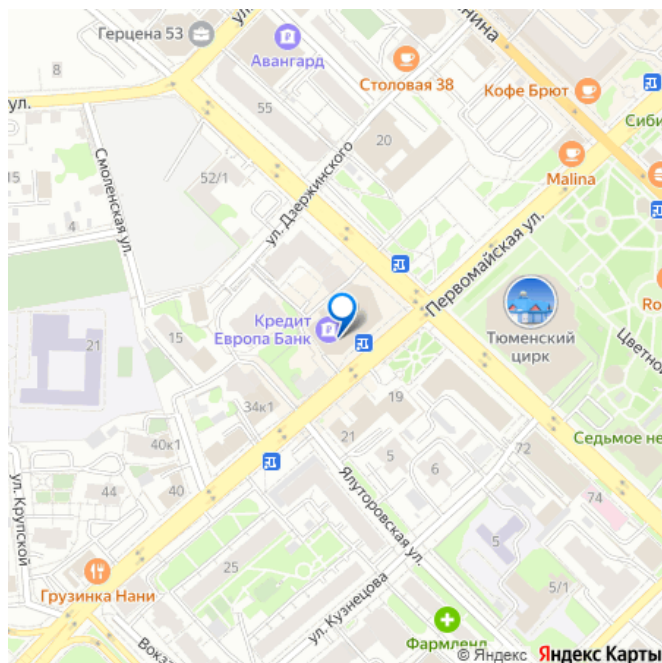 Герцена 53
ул.
Авангард
Столовая 38
Кофе Брют
8
ул.
55
20
Malina
15
52/1
Смоленская ул.
ул. Дзержинского
4
Первомайская ул.
Кредит
Европа Банк
Тюменский
цирк
Ro
Цветной
21
15
34к1
19
Седьмое не
40к1
21
5
6
72
44
40
74
ул. Крупской
Ялуторовская ул.
5
25
Грузинка Нани
5/1
ул. Кузнецова
Фармленд
© Яндекс Яндекс Карты